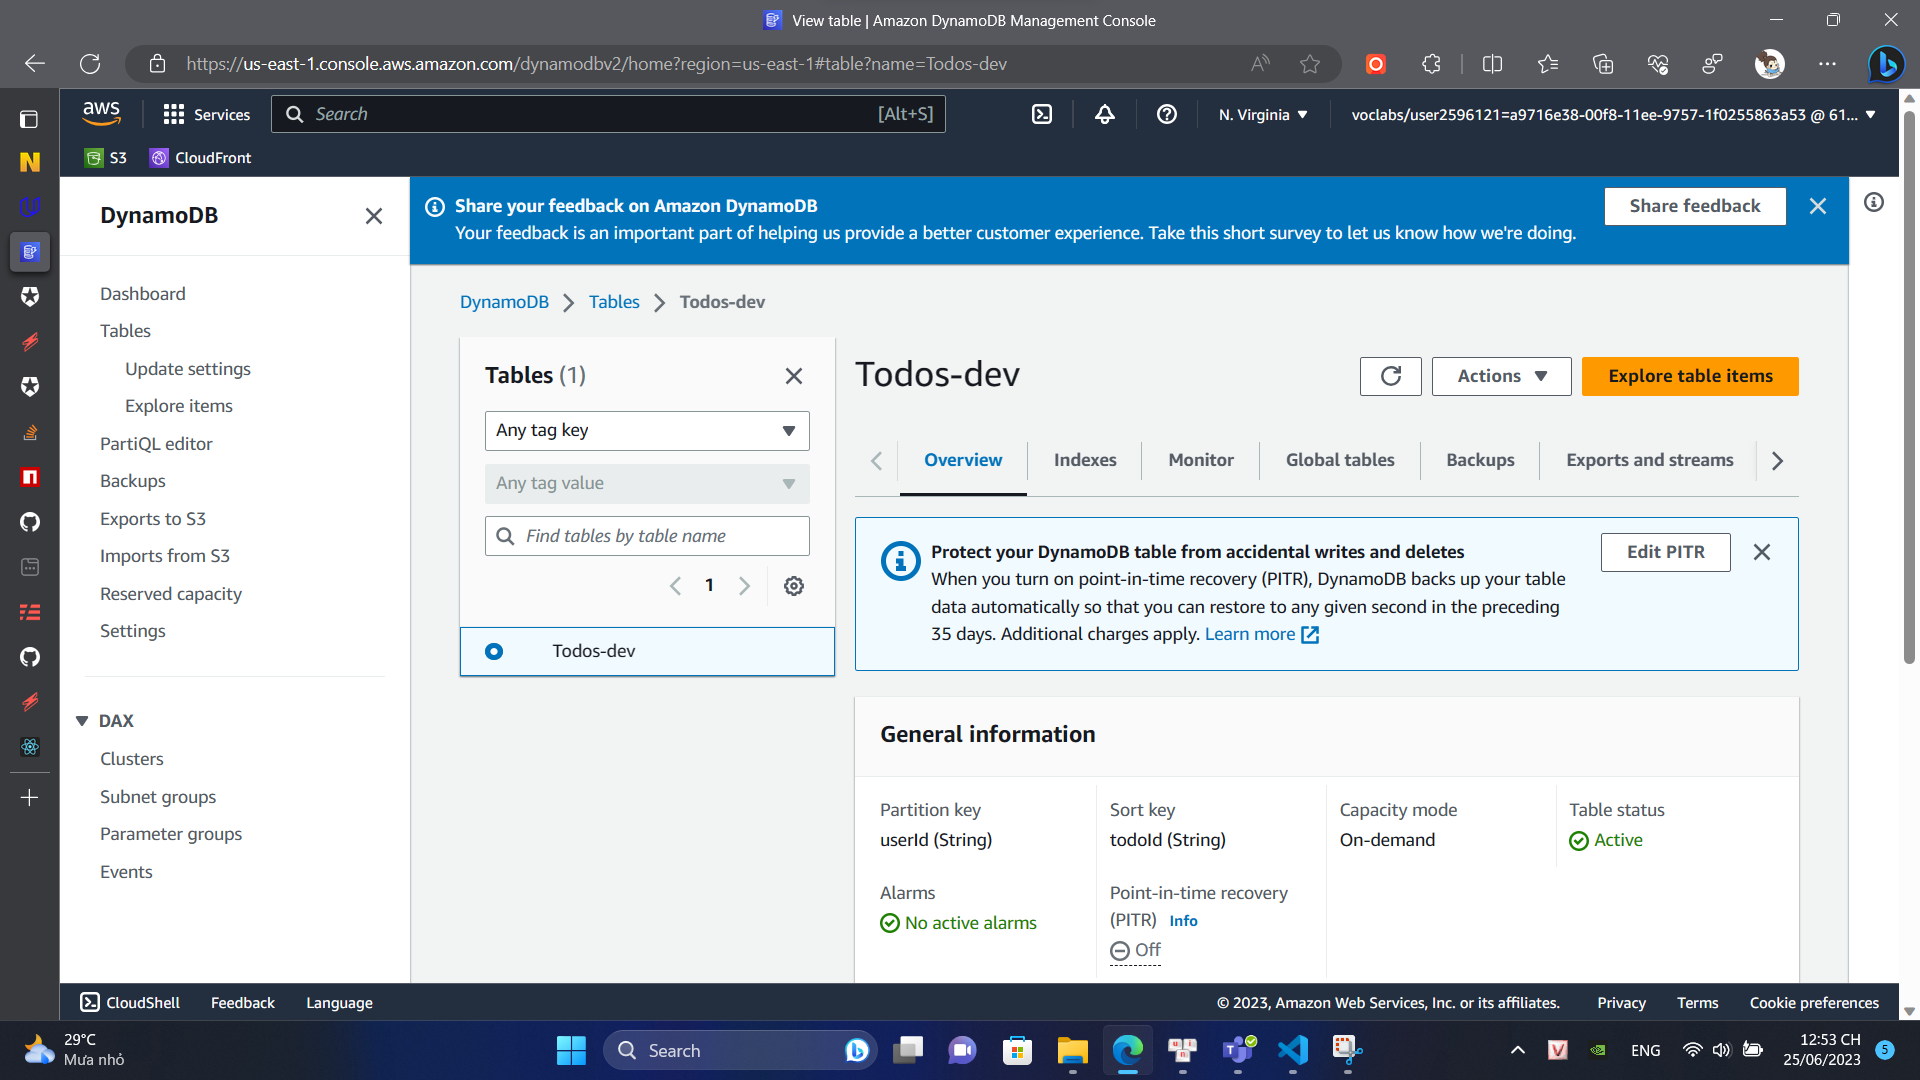 View table | Amazon DynamoDB Management Console
https://us-east-1.console.aws.amazon.com/dynamodbv2/home?region=us-east-1#table?name=Todos-dev
aws
Services
Search
[Alt+S]
N. Virginia
voclabs/user2596121=a9716e38-00f8-11ee-9757-1f0255863a53 @ 61...
S3
CloudFront
DynamoDB
Dashboard
Tables
Update settings
Explore items
PartiQL editor
Backups
Exports to S3
Imports from S3
Reserved capacity
Settings
DAX
Clusters
Subnet groups
Parameter groups
Events
Share your feedback on Amazon DynamoDB
Your feedback is an important part of helping us provide a better customer experience. Take this short survey to let us know how we're doing.
Share feedback
DynamoDB
Tables
Todos-dev
Tables (1)
Any tag key
Any tag value
Find tables by table name
1
Todos-dev
Todos-dev
Actions
Explore table items
Overview
Indexes
Monitor
Global tables
Backups
Exports and streams
Protect your DynamoDB table from accidental writes and deletes
When you turn on point-in-time recovery (PITR), DynamoDB backs up your table
data automatically so that you can restore to any given second in the preceding
35 days. Additional charges apply. Learn more
Edit PITR
General information
Partition key
userId (String)
Sort key
todoId (String)
Capacity mode
On-demand
Table status
Active
Alarms
No active alarms
Point-in-time recovery
(PITR) Info
Off
CloudShell
Feedback
Language
© 2023, Amazon Web Services, Inc. or its affiliates.
Privacy
Terms
Cookie preferences
29°C
Mưa nhỏ
Search
ENG
12:53 CH
25/06/2023
5